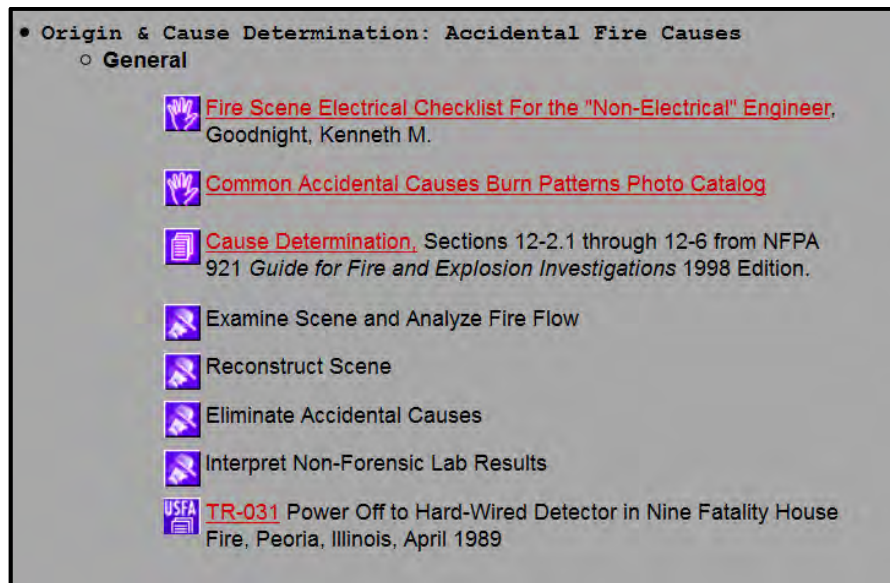 Origin & Cause Determination: Accidental Fire Causes
General
Fire Scene Electrical Checklist For the "Non-Electrical" Engineer,
Goodnight, Kenneth M.
Common Accidental Causes Burn Patterns Photo Catalog
Cause Determination, Sections 12-2.1 through 12-6 from NFPA
921 Guide for Fire and Explosion Investigations 1998 Edition.
Examine Scene and Analyze Fire Flow
Reconstruct Scene
Eliminate Accidental Causes
Interpret Non-Forensic Lab Results
USFA TR-031 Power Off to Hard-Wired Detector in Nine Fatality House
Fire, Peoria, Illinois, April 1989